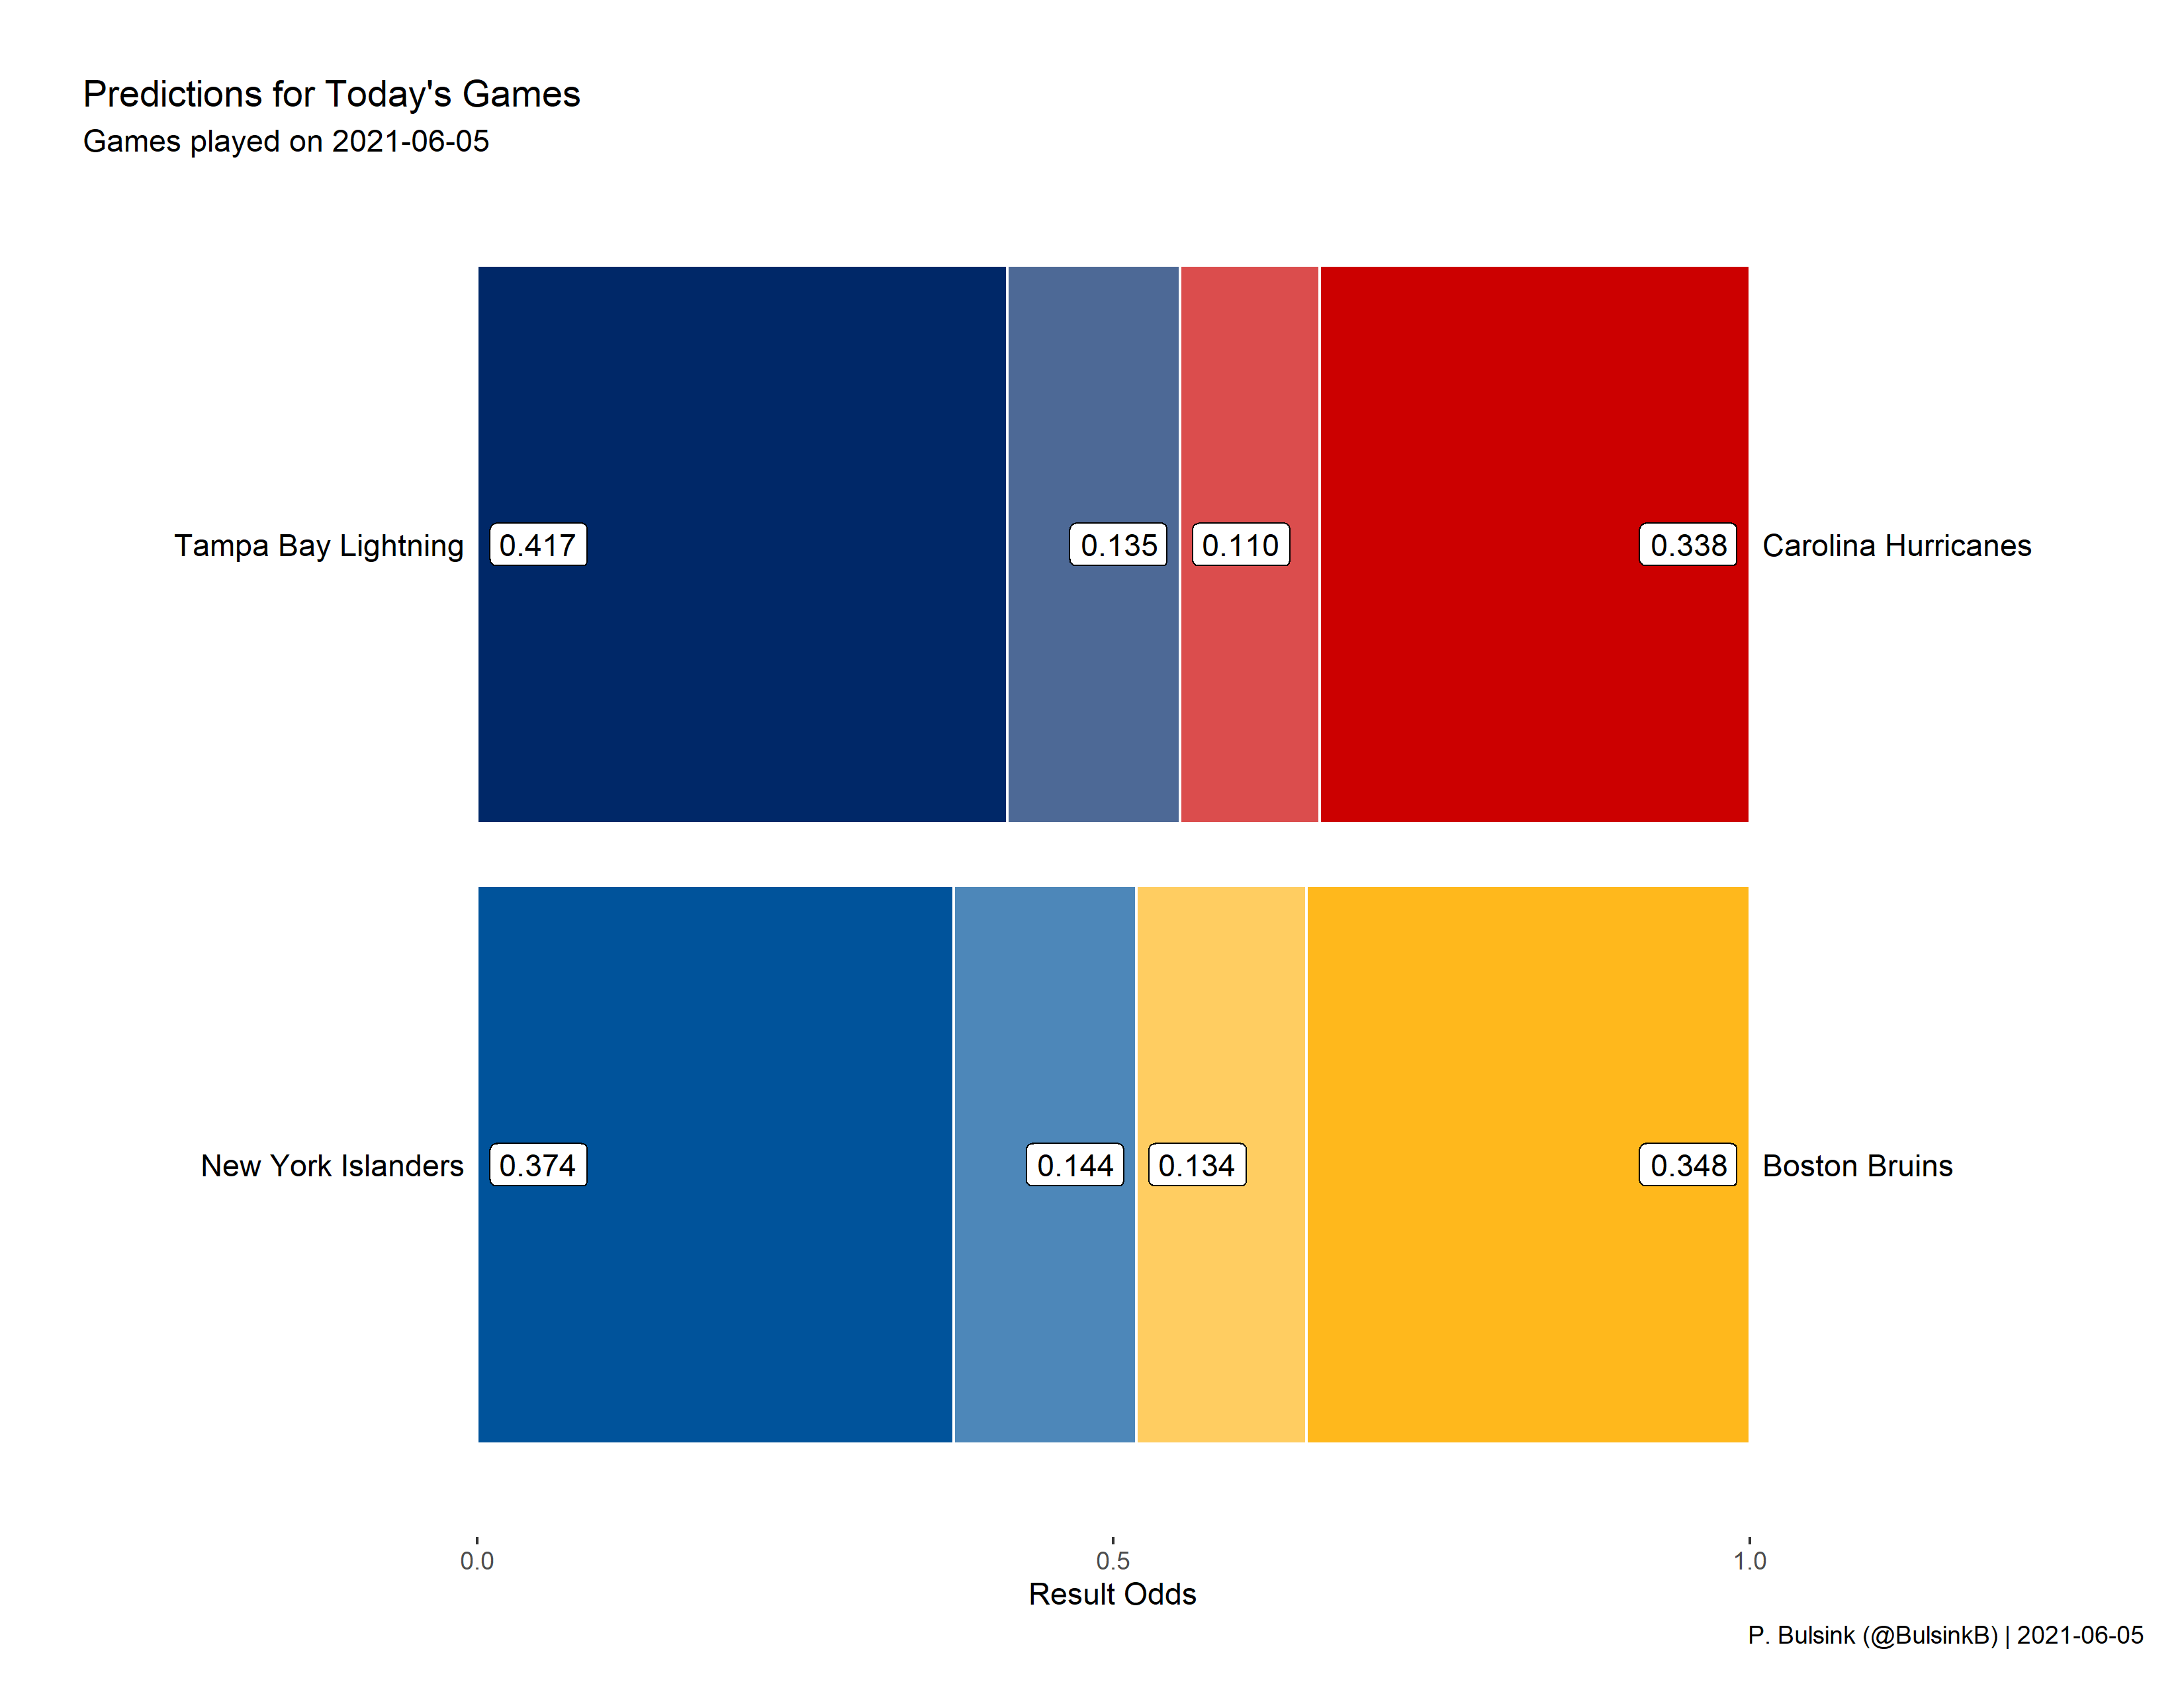 Predictions for Today's Games
Games played on 2021-06-05
Tampa Bay Lightning 0.417 0.135 0.110 0.338 Carolina Hurricanes
New York Islanders 0.374 0.144 0.134 0.348 Boston Bruins
0.0 0.5 1.0
Result Odds
P. Bulsink (@BulsinkB) | 2021-06-05